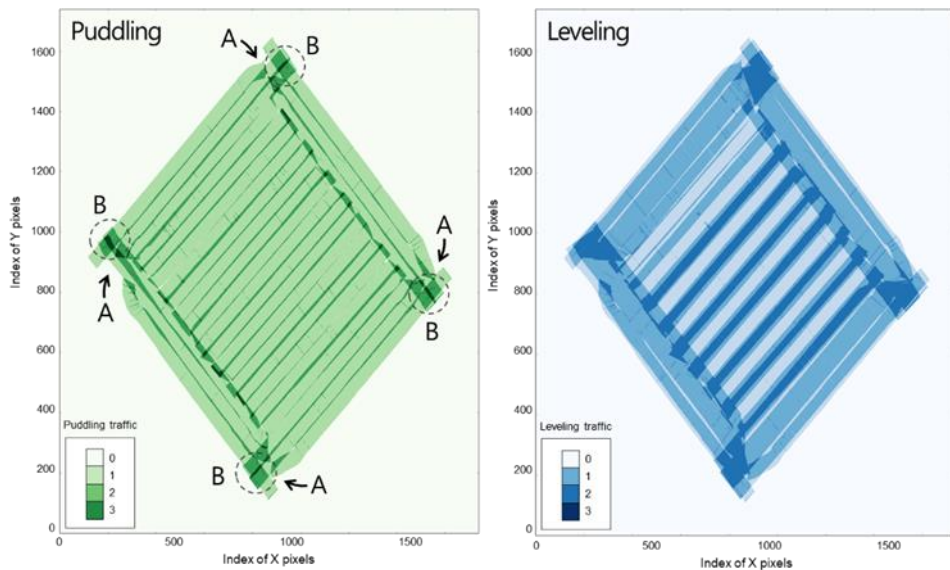 Puddling
A
B
B
A
A
B
B
A
1600
1400
1200
1000
800
600
400
200
0
Index of Y pixels
0
500
1000
1500
Index of X pixels
Puddling traffic
0
1
2
3
Leveling
1600
1400
1200
1000
800
600
400
200
0
Index of Y pixels
0
500
1000
1500
Index of X pixels
Leveling traffic
0
1
2
3